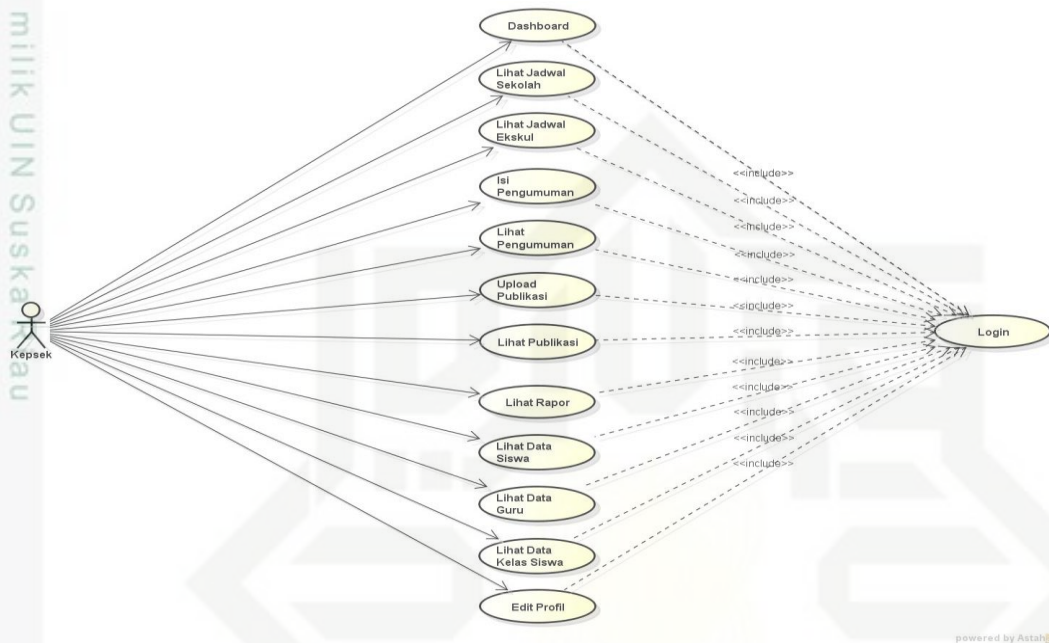 milik UIN Suska Riau
Dashboard
Lihat Jadwal
Sekolah
Lihat Jadwal
Ekskul
Isi
Pengumuman
Lihat
Pengumuman
Upload
Publikasi
Lihat Publikasi
Lihat Rapor
Lihat Data
Siswa
Lihat Data
Guru
Lihat Data
Kelas Siswa
Edit Profil
Kepsek
<<include>>
<<include>>
<<include>>
<<include>>
<<include>>
<<include>>
<<include>>
<<include>>
<<include>>
<<include>>
<<include>>
<<include>>
Login
powered by Astah